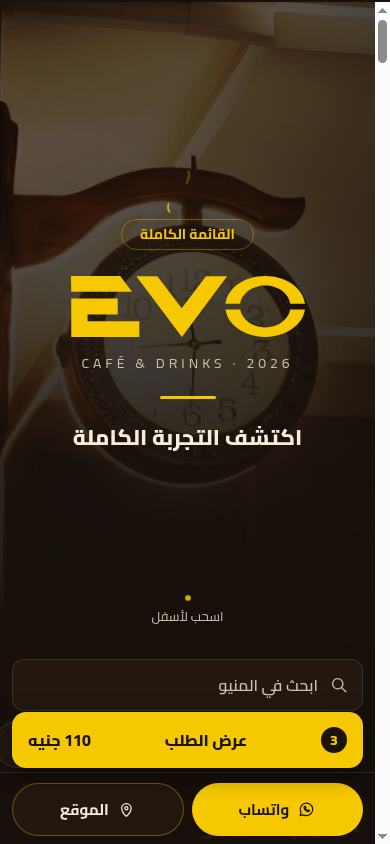 القائمة الكاملة
EVO
CAFÉ & DRINKS · 2026
اكتشف التجربة الكاملة
اسحب لأسفل
ابحث في المنيو
3 عرض الطلب 110 جنيه
واتساب الموقع